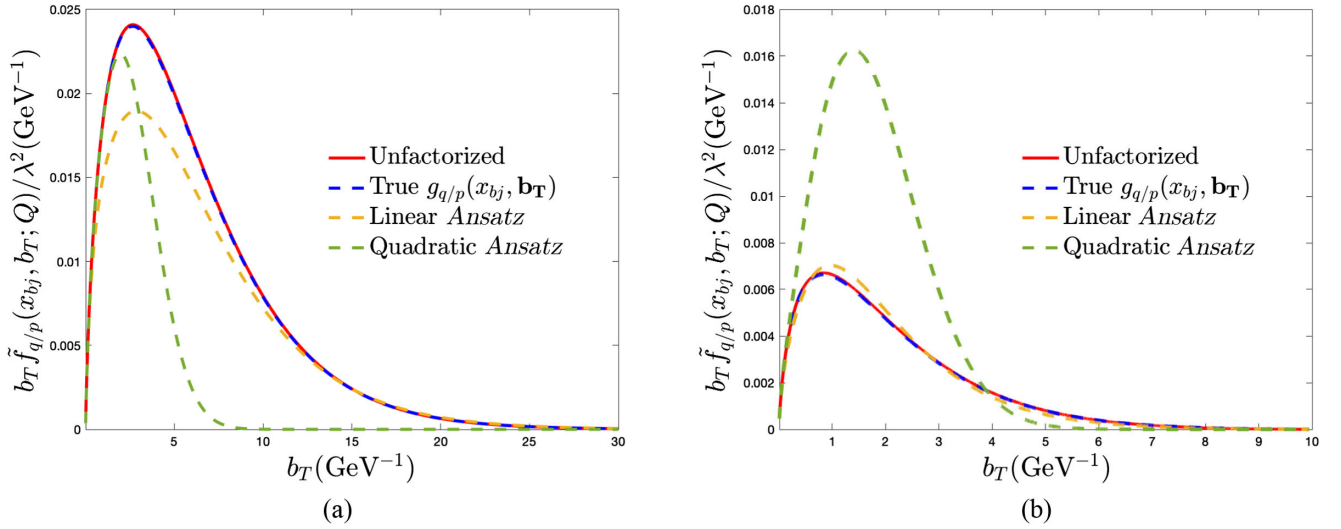 0.025
0.02
0.015
0.01
0.005
0
5
10
15
20
25
30
b_T f̃_{q/p}(x_{bj}, b_T; Q)/λ²(GeV⁻¹)
b_T(GeV⁻¹)
Unfactorized
True g_{q/p}(x_{bj}, b_T)
Linear Ansatz
Quadratic Ansatz
(a)
0.018
0.016
0.014
0.012
0.01
0.008
0.006
0.004
0.002
0
1
2
3
4
5
6
7
8
9
10
b_T f̃_{q/p}(x_{bj}, b_T; Q)/λ²(GeV⁻¹)
b_T(GeV⁻¹)
Unfactorized
True g_{q/p}(x_{bj}, b_T)
Linear Ansatz
Quadratic Ansatz
(b)